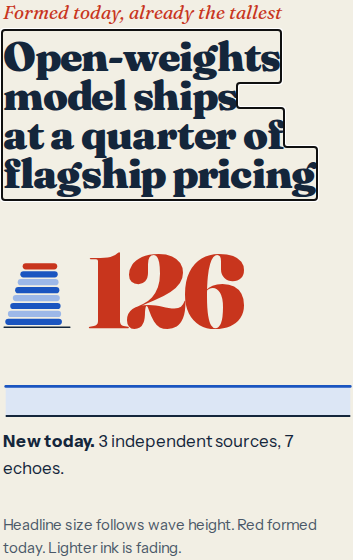 Formed today, already the tallest
Open-weights
model ships
at a quarter of
flagship pricing
126
New today. 3 independent sources, 7
echoes.
Headline size follows wave height. Red formed
today. Lighter ink is fading.